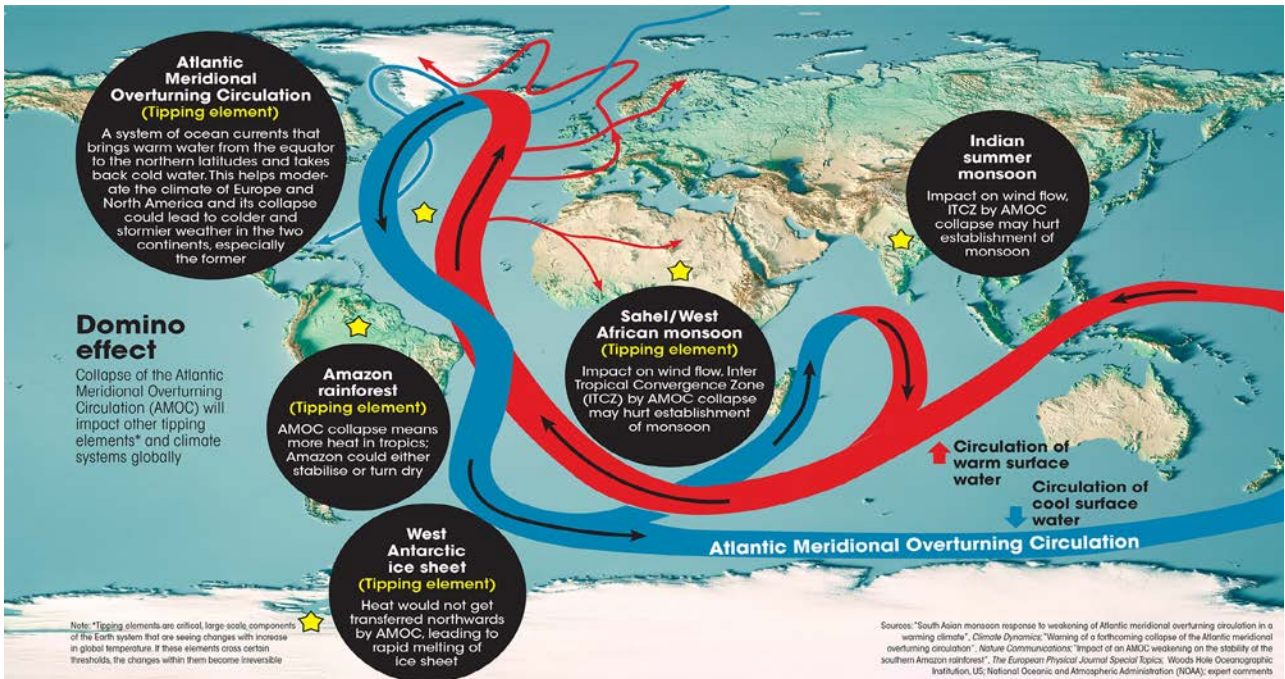 Atlantic
Meridional
Overturning Circulation
(Tipping element)
A system of ocean currents that
brings warm water from the equator
to the northern latitudes and takes
back cold water. This helps moder-
ate the climate of Europe and
North America and its collapse
could lead to colder and
stormier weather in the two
continents, especially
the former
Indian
summer
monsoon
Impact on wind flow,
ITCZ by AMOC
collapse may hurt
establishment of
monsoon
Domino
effect
Collapse of the Atlantic
Meridional Overturning
Circulation (AMOC) will
impact other tipping
elements* and climate
systems globally
Sahel/West
African monsoon
(Tipping element)
Impact on wind flow, Inter
Tropical Convergence Zone
(ITCZ) by AMOC collapse
may hurt establishment
of monsoon
Amazon
rainforest
(Tipping element)
AMOC collapse means
more heat in tropics;
Amazon could either
stabilise or turn dry
Circulation of
warm surface
water
Circulation of
cool surface
water
Atlantic Meridional Overturning Circulation
West
Antarctic
ice sheet
(Tipping element)
Heat would not get
transferred northwards
by AMOC, leading to
rapid melting of
ice sheet
Note: *Tipping elements are critical, large-scale components
of the Earth system that are seeing changes with increase
in global temperature. If these elements cross certain
thresholds, the changes within them become irreversible
Sources: "South Asian monsoon response to weakening of Atlantic meridional overturning circulation in a
warming climate", Climate Dynamics; "Warning of a forthcoming collapse of the Atlantic meridional
overturning circulation", Nature Communications; "Impact of an AMOC weakening on the stability of the
southern Amazon rainforest", The European Physical Journal Special Topics; Woods Hole Oceanographic
Institution, US; National Oceanic and Atmospheric Administration (NOAA); expert comments